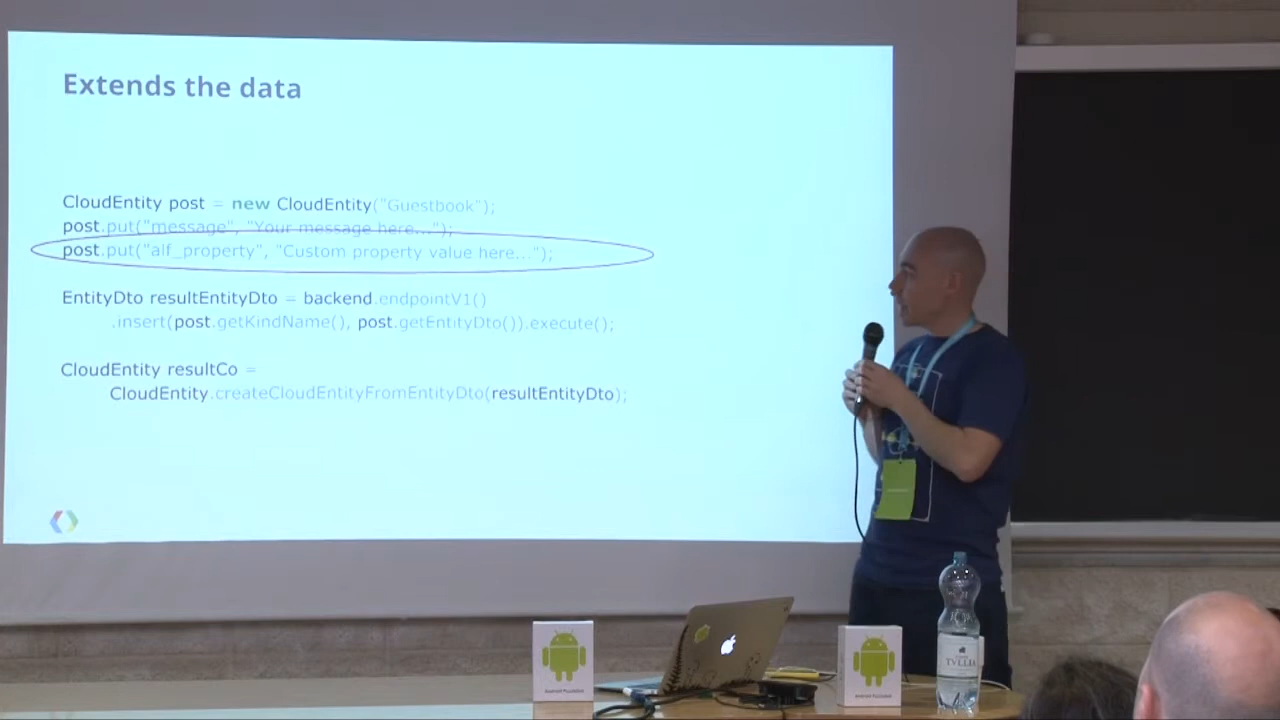 Extends the data
CloudEntity post = new CloudEntity("Guestbook");
post.put("message", "Your message here...");
post.put("alf_property", "Custom property value here...");
EntityDto resultEntityDto = backend.endpointV1()
.insert(post.getKindName(), post.getEntityDto()).execute();
CloudEntity resultCo =
CloudEntity.createCloudEntityFromEntityDto(resultEntityDto);
TVLLIA